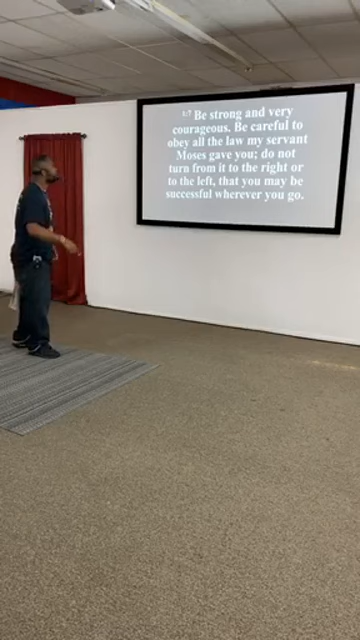 1:7 Be strong and very
courageous. Be careful to
obey all the law my servant
Moses gave you; do not
turn from it to the right or
to the left, that you may be
successful wherever you go.